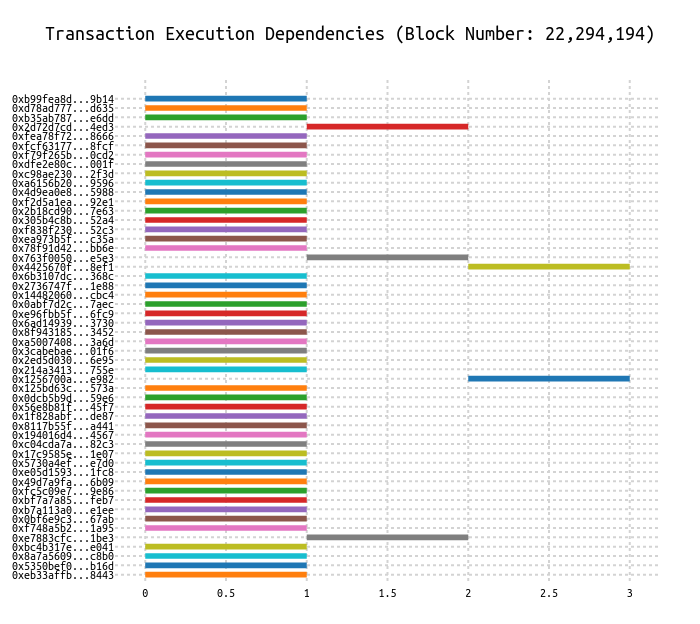 Transaction Execution Dependencies (Block Number: 22,294,194)
0xb99fea8d...9b14
0xd78ad777...d635
0xb35ab787...e6dd
0x2d72d7cd...4ed3
0xfea78f72...8666
0xfcf63177...8fcf
0xf79f265b...0cd2
0xdfe2e80c...001f
0xc98ae230...2f3d
0xa6156b20...9596
0x4d9ea0e8...5988
0xf2d5a1ea...92e1
0x2b18cd90...7e63
0x305b4c8b...52a4
0xf838f230...52c3
0xea973b5f...c35a
0x78f91d42...bb6e
0x763f0050...e5e3
0x4425670f...8ef1
0x6b3107dc...368c
0x2736747f...1e88
0x14482060...cbc4
0x0abf7d2c...7aec
0xe96fbb5f...6fc9
0x6ad14939...3730
0x8f943185...3452
0xa5007408...3a6d
0x3cabebae...01f6
0x2ed5d030...6e95
0x214a3413...755e
0x1256700a...e982
0x125bd63c...573a
0x0dcb5b9d...59e6
0x56e8b81f...45f7
0x1f828abf...de87
0x8117b55f...a441
0x194016d4...4567
0xc04cda7a...82c3
0x17c9585e...1e07
0x5730a4ef...e7d0
0xe05d1593...1fc8
0x49d7a9fa...6b09
0xfc5c09e7...9e86
0xbf7a7a85...feb7
0xb7a113a0...e1ee
0x0bf6e9c3...67ab
0xf748a5b2...1a95
0xe7883cfc...1be3
0xbc4b317e...e041
0x8a7a5609...c8b0
0x5350bef0...b16d
0xeb33affb...8443
0 0.5 1 1.5 2 2.5 3